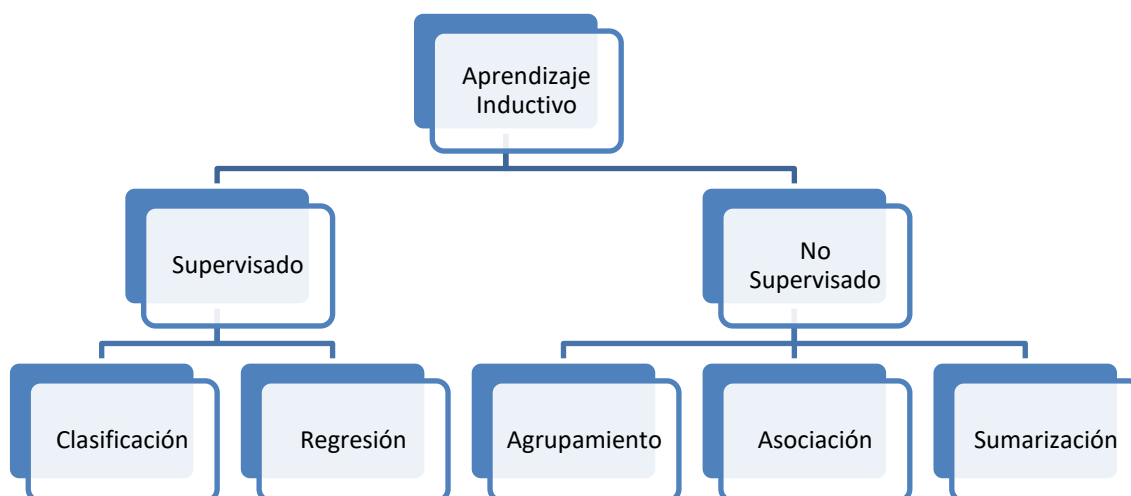 Aprendizaje
Inductivo
Supervisado
No
Supervisado
Clasificación
Regresión
Agrupamiento
Asociación
Sumarización